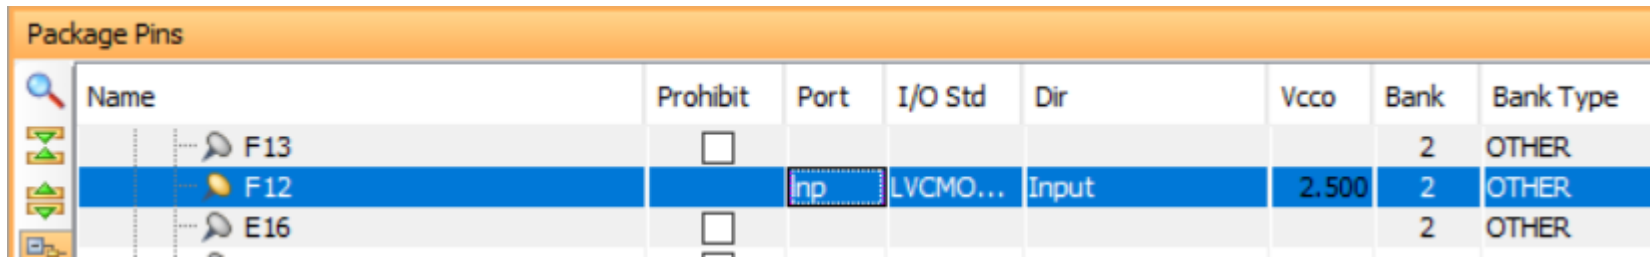 Package Pins
Name Prohibit Port I/O Std Dir Vcco Bank Bank Type
F13 2 OTHER
F12 Inp LVCMO... Input 2.500 2 OTHER
E16 2 OTHER